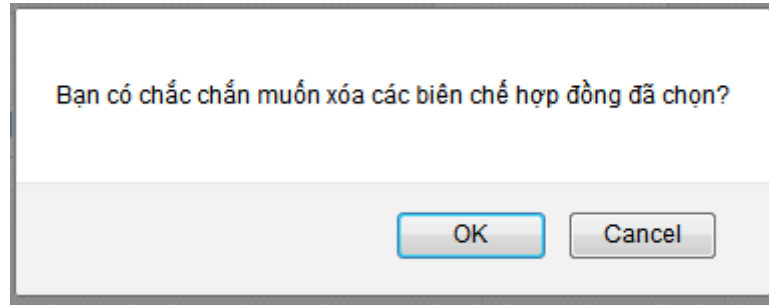 Bạn có chắc chắn muốn xóa các biên chế hợp đồng đã chọn?
OK
Cancel